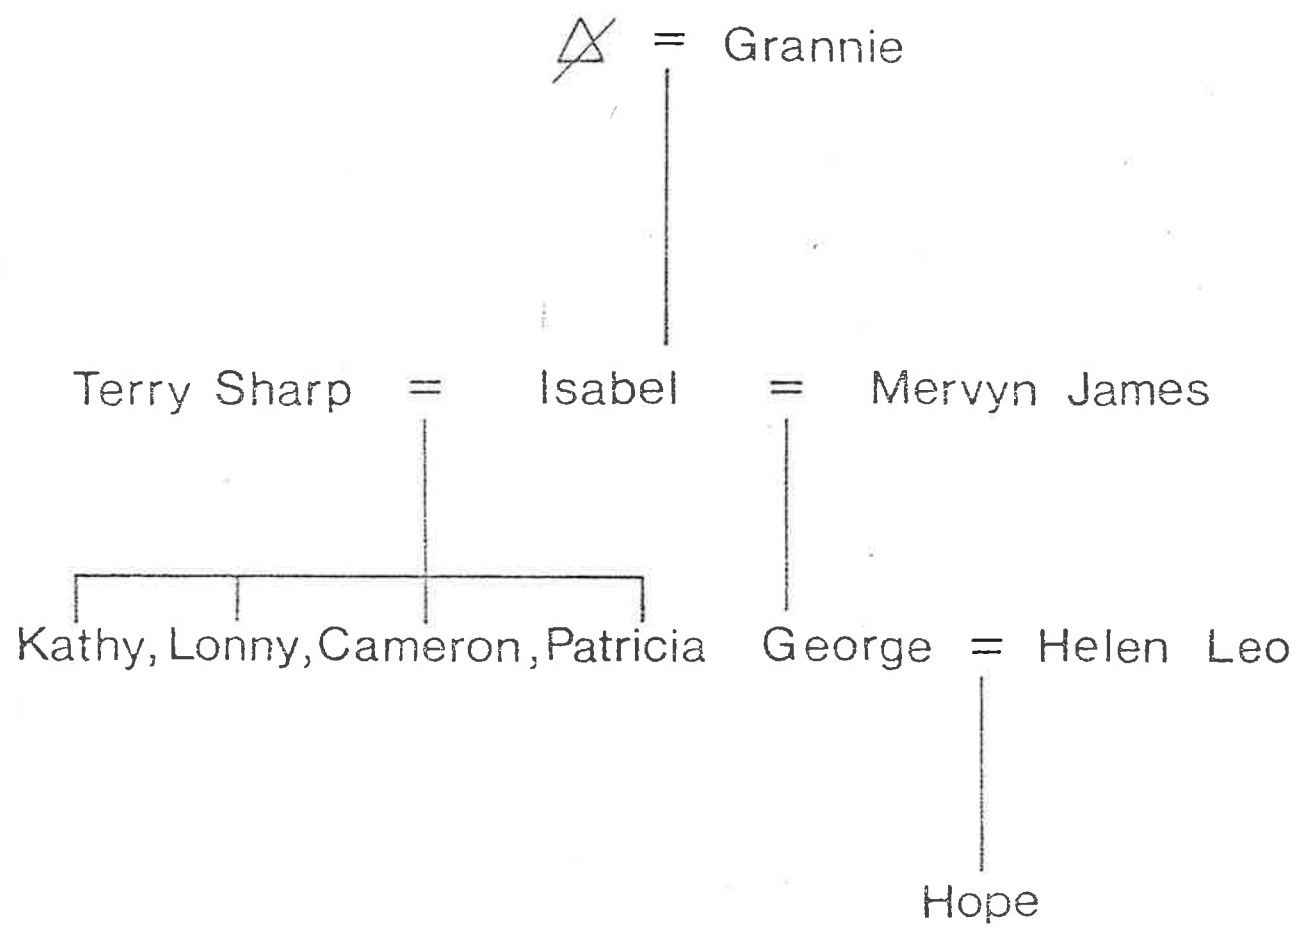 = Grannie
Terry Sharp = Isabel = Mervyn James
Kathy, Lonny, Cameron, Patricia George = Helen Leo
Hope